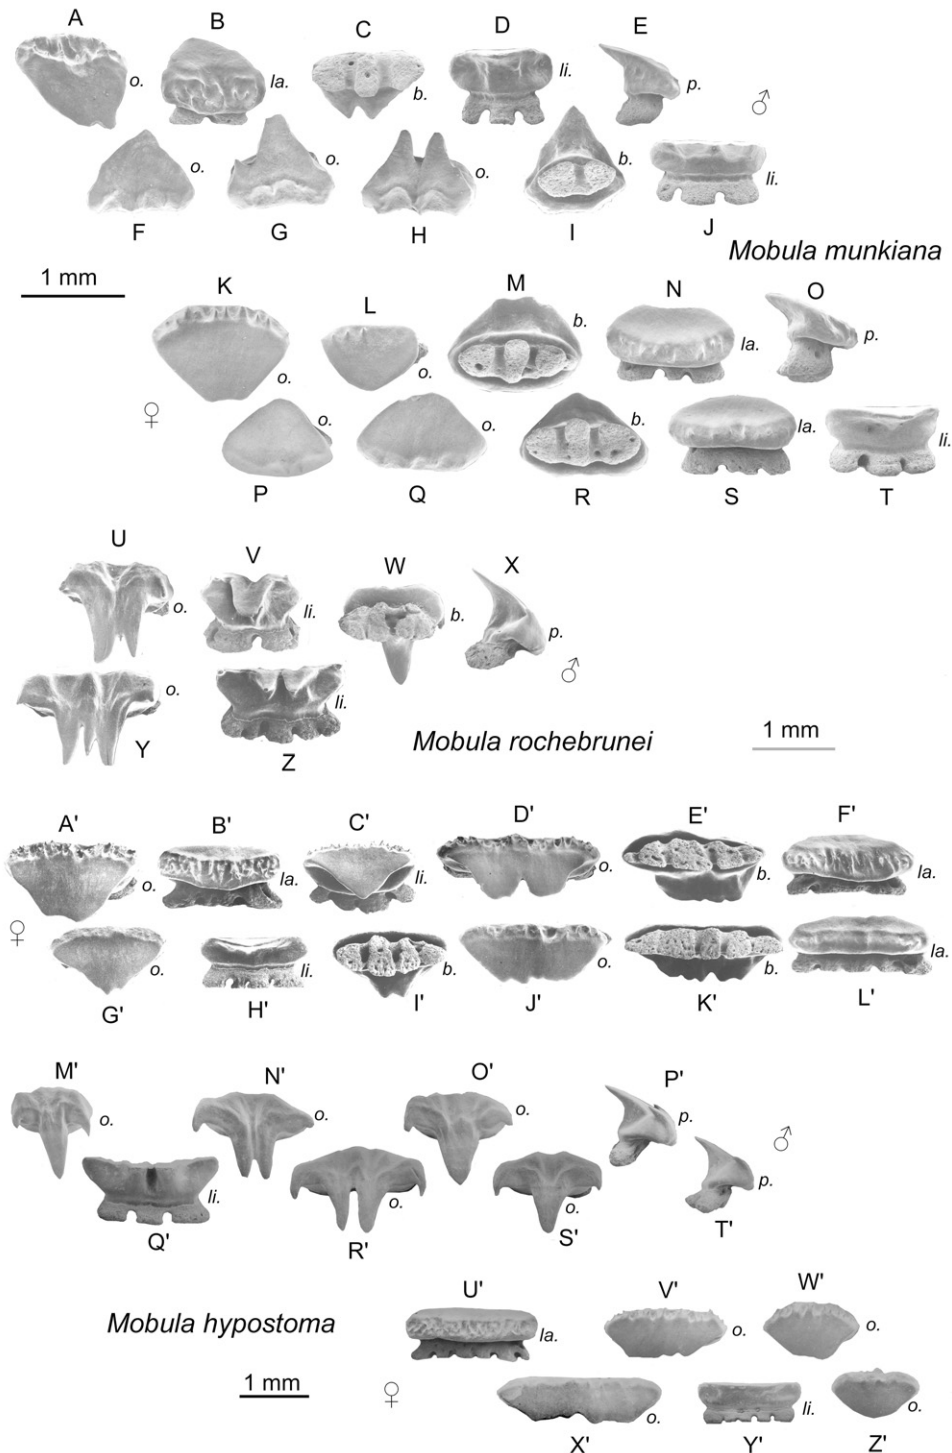 A B C D E
o. la. b. li. p.
♂
o. o. o. b. li.
F G H I J
Mobula munkiana
1 mm
K L M N O
o. o. b. la. p.
♀
o. o. b. la. li.
P Q R S T
U V W X
o. li. b. p.
♂
o. li.
Y Z
Mobula rochebrunei
1 mm
A' B' C' D' E' F'
o. la. li. o. b. la.
♀
o. li. b. o. b. la.
G' H' I' J' K' L'
M' N' O' P'
o. o. o. p.
♂
li. o. o. p.
Q' R' S' T'
Mobula hypostoma
U' V' W'
la. o. o.
1 mm
♀
o. li. o.
X' Y' Z'